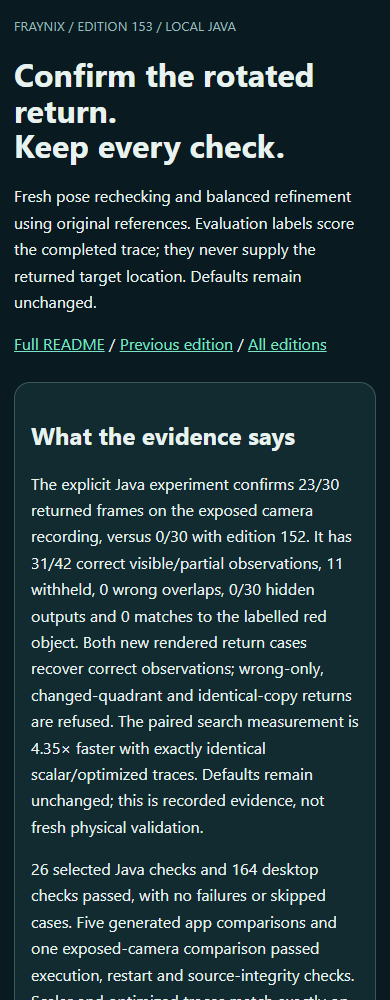 FRAYNIX / EDITION 153 / LOCAL JAVA
Confirm the rotated
return.
Keep every check.
Fresh pose rechecking and balanced refinement
using original references. Evaluation labels score
the completed trace; they never supply the
returned target location. Defaults remain
unchanged.
Full README / Previous edition / All editions
What the evidence says
The explicit Java experiment confirms 23/30
returned frames on the exposed camera
recording, versus 0/30 with edition 152. It has
31/42 correct visible/partial observations, 11
withheld, 0 wrong overlaps, 0/30 hidden
outputs and 0 matches to the labelled red
object. Both new rendered return cases
recover correct observations; wrong-only,
changed-quadrant and identical-copy returns
are refused. The paired search measurement is
4.35× faster with exactly identical
scalar/optimized traces. Defaults remain
unchanged; this is recorded evidence, not
fresh physical validation.
26 selected Java checks and 164 desktop
checks passed, with no failures or skipped
cases. Five generated app comparisons and
one exposed-camera comparison passed
execution, restart and source-integrity checks.
Scalar and optimized traces match exactly on